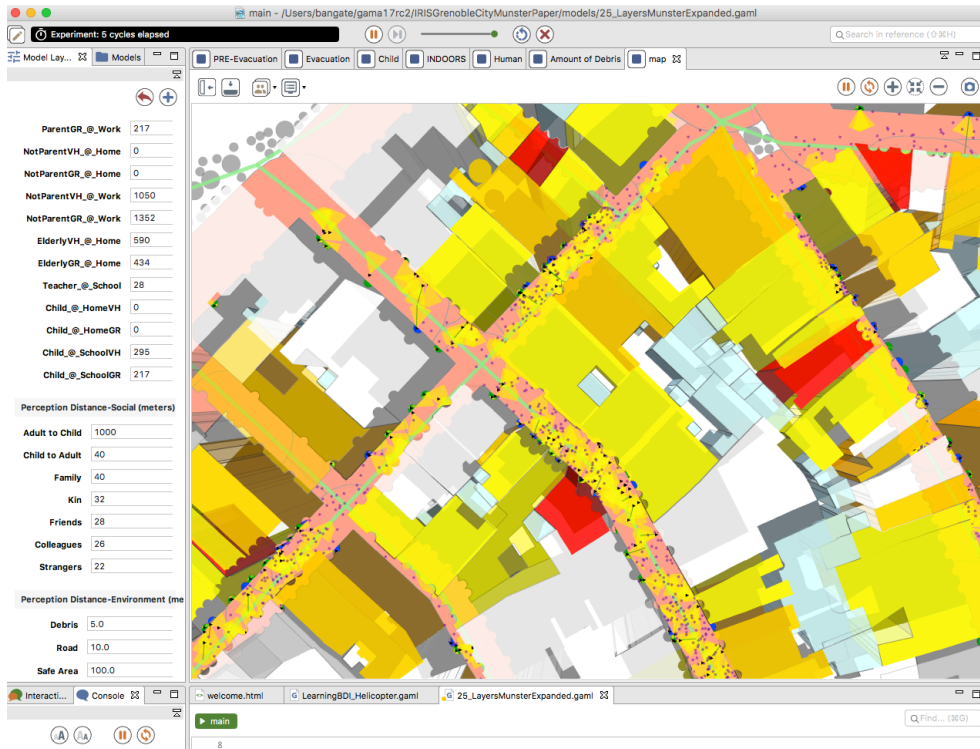 main - /Users/bangate/gama17rc2/IRISGrenobleCityMunsterPaper/models/25_LayersMunsterExpanded.gaml
Experiment: 5 cycles elapsed
Search in reference (⇧⌘H)
Model Lay... Models
PRE-Evacuation Evacuation Child INDOORS Human Amount of Debris map
ParentGR_@_Work 217
NotParentVH_@_Home 0
NotParentGR_@_Home 0
NotParentVH_@_Work 1050
NotParentGR_@_Work 1352
ElderlyVH_@_Home 590
ElderlyGR_@_Home 434
Teacher_@_School 28
Child_@_HomeVH 0
Child_@_HomeGR 0
Child_@_SchoolVH 295
Child_@_SchoolGR 217
Perception Distance-Social (meters)
Adult to Child 1000
Child to Adult 40
Family 40
Kin 32
Friends 28
Colleagues 26
Strangers 22
Perception Distance-Environment (me
Debris 5.0
Road 10.0
Safe Area 100.0
Interacti... Console
welcome.html LearningBDI_Helicopter.gaml 25_LayersMunsterExpanded.gaml
main
Find... (⌘G)
8